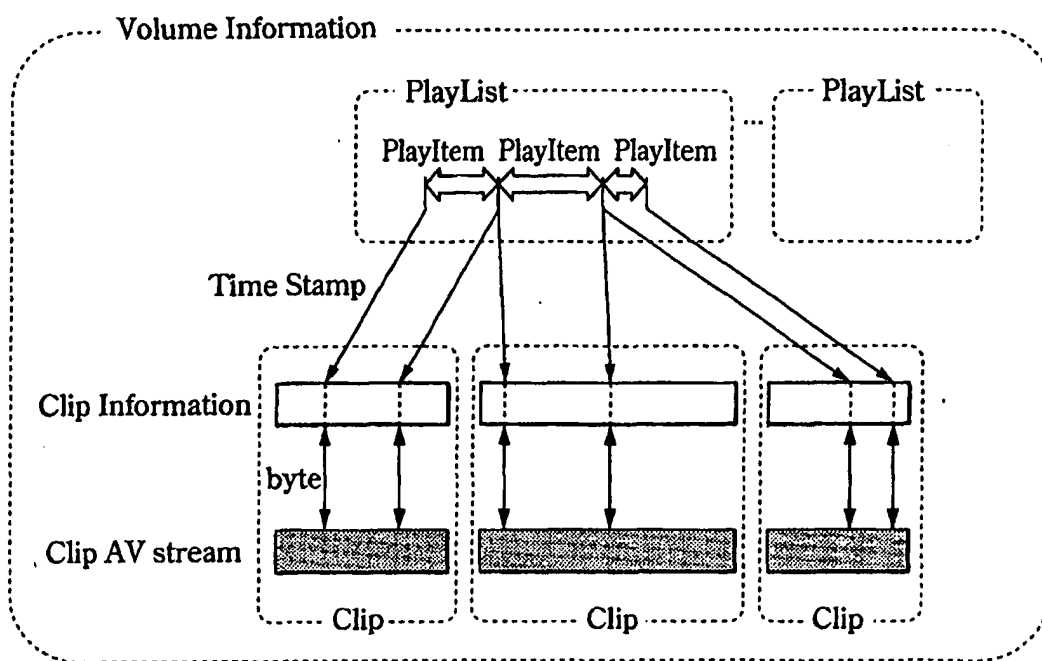 Volume Information
PlayList
PlayList
...
PlayItem PlayItem PlayItem
Time Stamp
Clip Information
byte
Clip AV stream
Clip
Clip
Clip